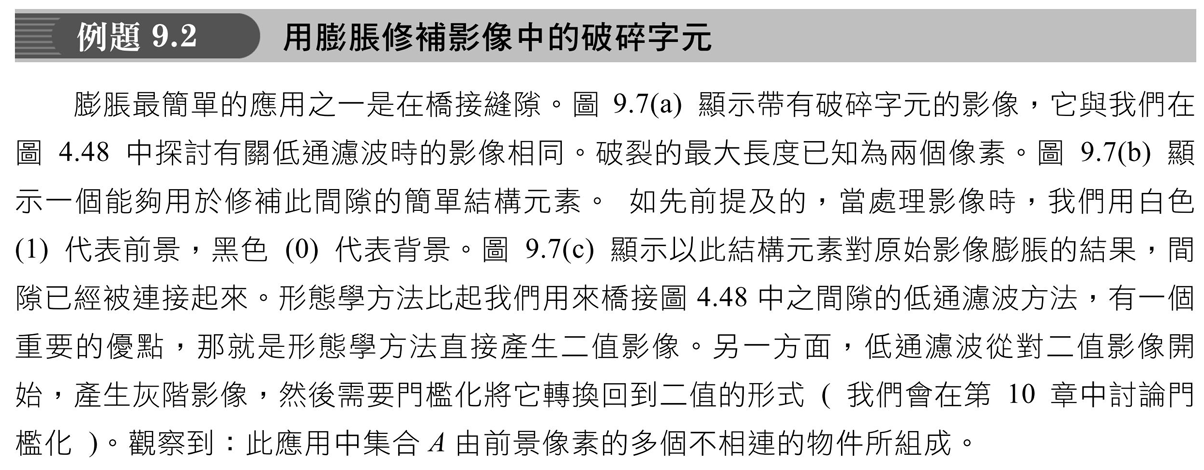 例題 9.2 用膨脹修補影像中的破碎字元
膨脹最簡單的應用之一是在橋接縫隙。圖 9.7(a) 顯示帶有破碎字元的影像，它與我們在
圖 4.48 中探討有關低通濾波時的影像相同。破裂的最大長度已知為兩個像素。圖 9.7(b) 顯
示一個能夠用於修補此間隙的簡單結構元素。 如先前提及的，當處理影像時，我們用白色
(1) 代表前景，黑色 (0) 代表背景。圖 9.7(c) 顯示以此結構元素對原始影像膨脹的結果，間
隙已經被連接起來。形態學方法比起我們用來橋接圖 4.48 中之間隙的低通濾波方法，有一個
重要的優點，那就是形態學方法直接產生二值影像。另一方面，低通濾波從對二值影像開
始，產生灰階影像，然後需要門檻化將它轉換回到二值的形式 ( 我們會在第 10 章中討論門
檻化 )。觀察到：此應用中集合 A 由前景像素的多個不相連的物件所組成。